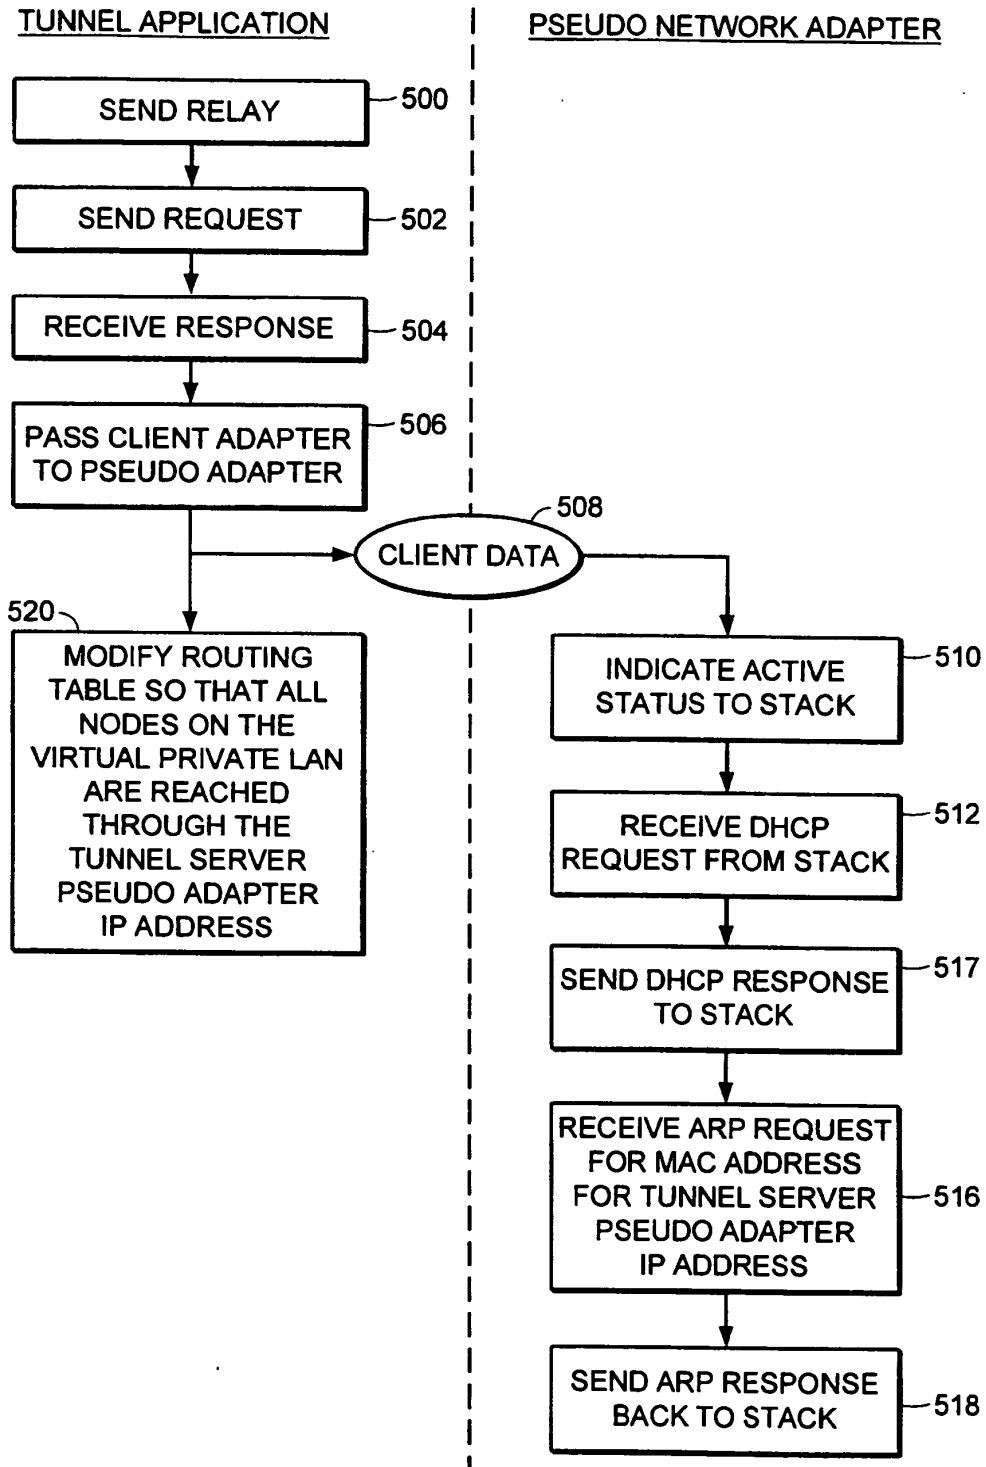 TUNNEL APPLICATION
PSEUDO NETWORK ADAPTER
SEND RELAY
500
SEND REQUEST
502
RECEIVE RESPONSE
504
PASS CLIENT ADAPTER
TO PSEUDO ADAPTER
506
508
CLIENT DATA
520
MODIFY ROUTING
TABLE SO THAT ALL
NODES ON THE
VIRTUAL PRIVATE LAN
ARE REACHED
THROUGH THE
TUNNEL SERVER
PSEUDO ADAPTER
IP ADDRESS
INDICATE ACTIVE
STATUS TO STACK
510
RECEIVE DHCP
REQUEST FROM STACK
512
SEND DHCP RESPONSE
TO STACK
517
RECEIVE ARP REQUEST
FOR MAC ADDRESS
FOR TUNNEL SERVER
PSEUDO ADAPTER
IP ADDRESS
516
SEND ARP RESPONSE
BACK TO STACK
518